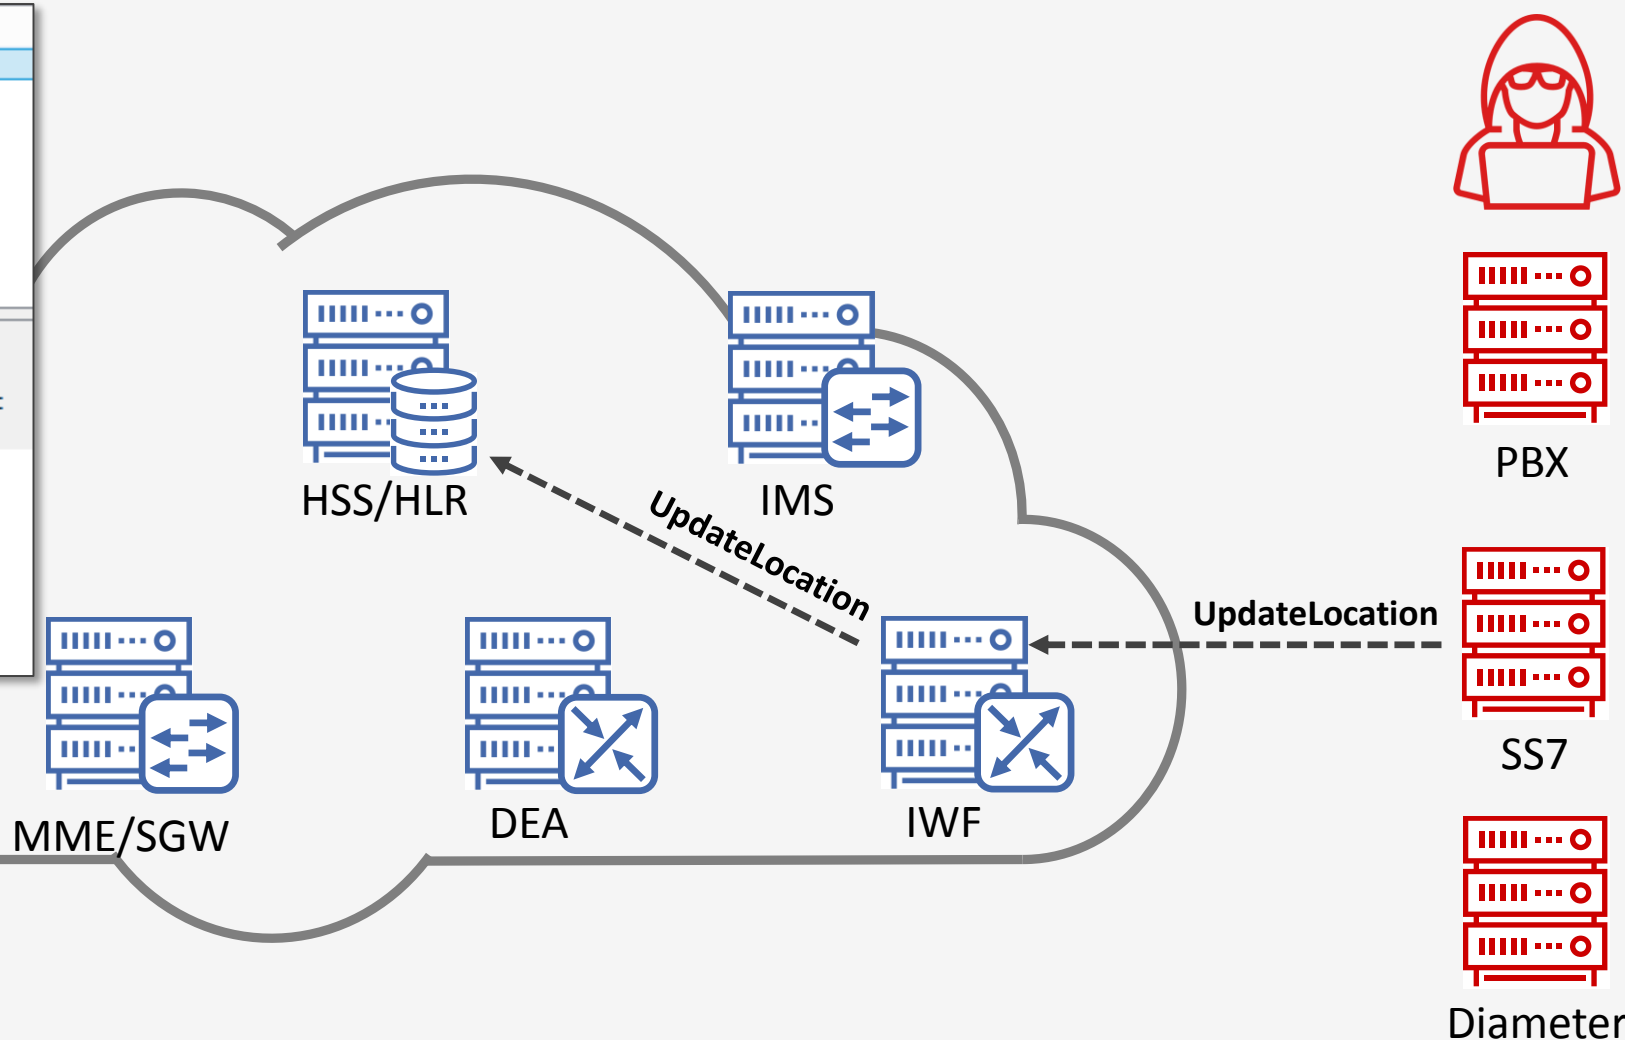 PBX
HSS/HLR
IMS
UpdateLocation
UpdateLocation
SS7
MME/SGW
DEA
IWF
Diameter